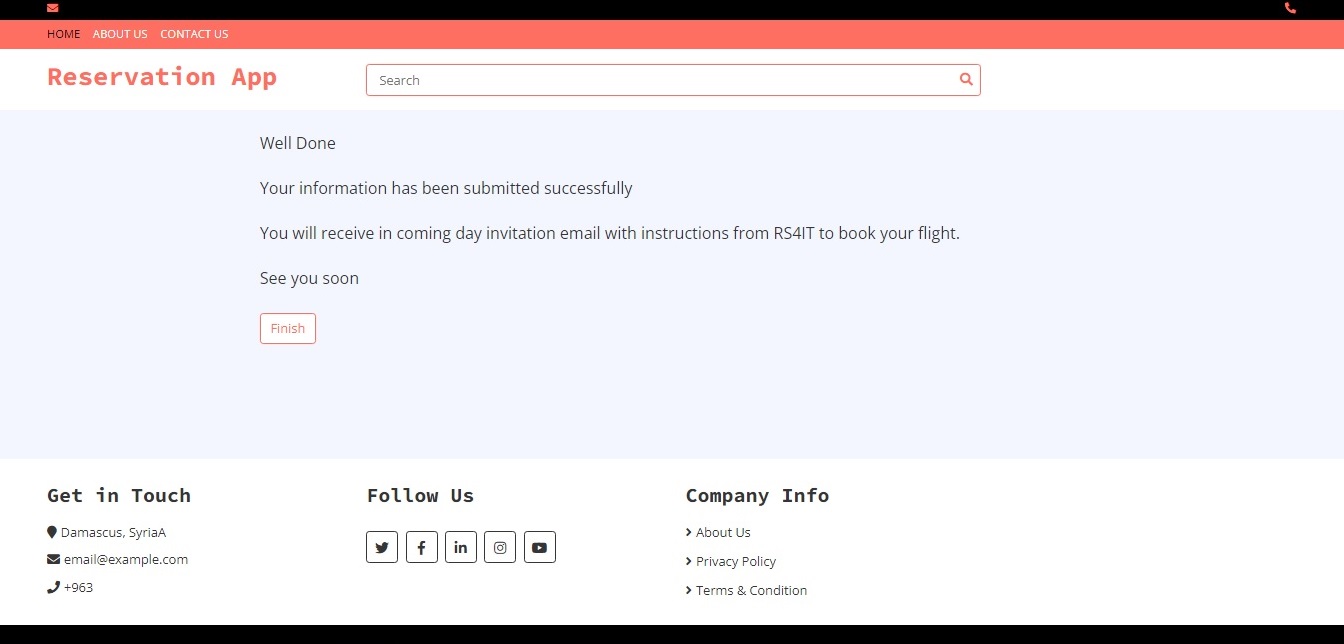 HOME ABOUT US CONTACT US
Reservation App
Search
Well Done
Your information has been submitted successfully
You will receive in coming day invitation email with instructions from RS4IT to book your flight.
See you soon
Finish
Get in Touch
Damascus, SyriaA
email@example.com
+963
Follow Us
Company Info
About Us
Privacy Policy
Terms & Condition